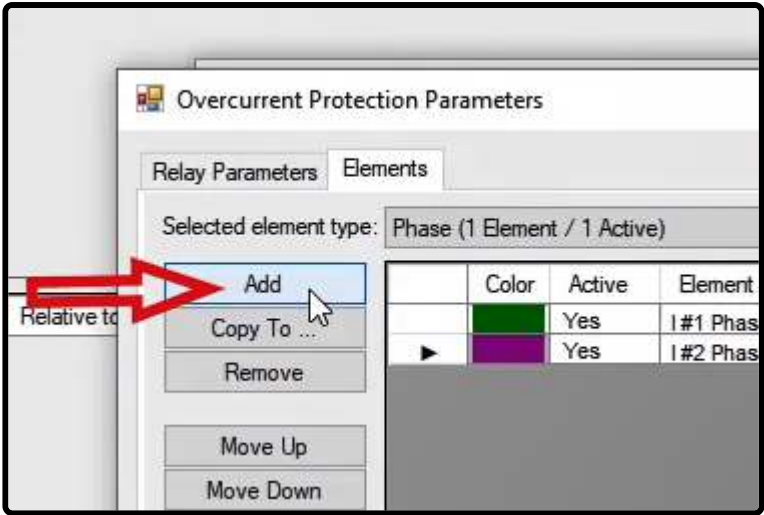 Overcurrent Protection Parameters
Relay Parameters Elements
Selected element type: Phase (1 Element / 1 Active)
Add
Color Active Element
Relative to
Copy To ...
Yes I #1 Phas
Remove
Yes I #2 Phas
Move Up
Move Down